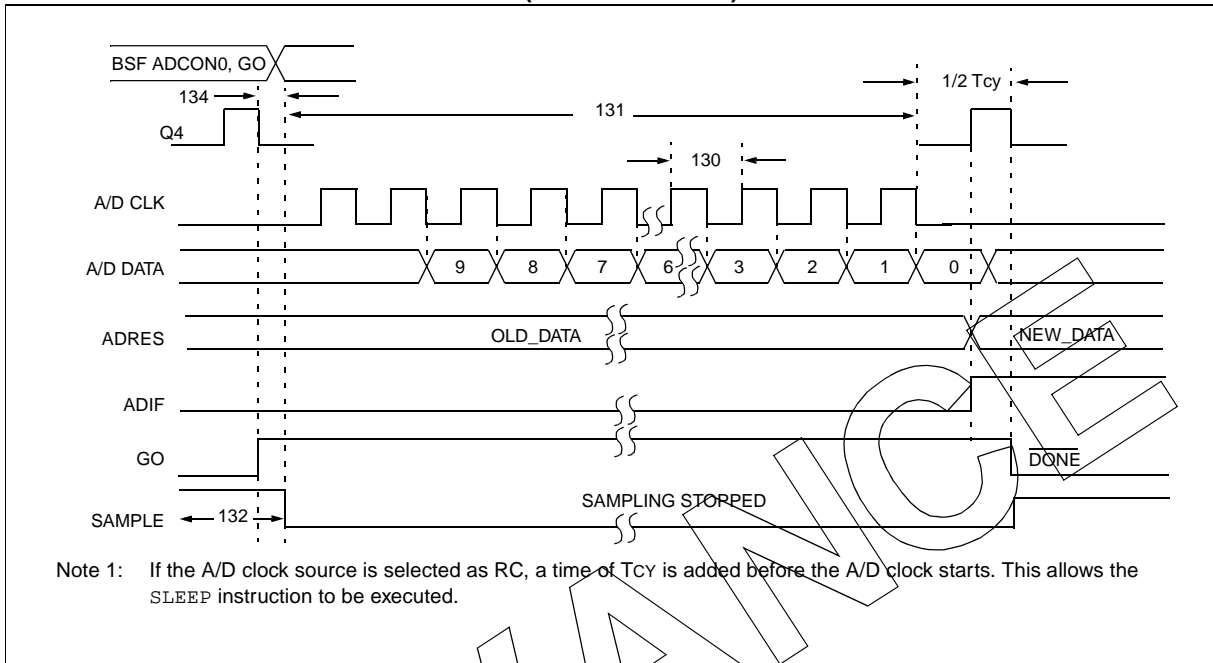 BSF ADCON0, GO
1/2 Tcy
134
131
Q4
130
A/D CLK
A/D DATA
9 8 7 6 3 2 1 0
ADRES
OLD_DATA
NEW_DATA
ADIF
GO
DONE
SAMPLING STOPPED
SAMPLE
132
Note 1: If the A/D clock source is selected as RC, a time of TCY is added before the A/D clock starts. This allows the
SLEEP instruction to be executed.